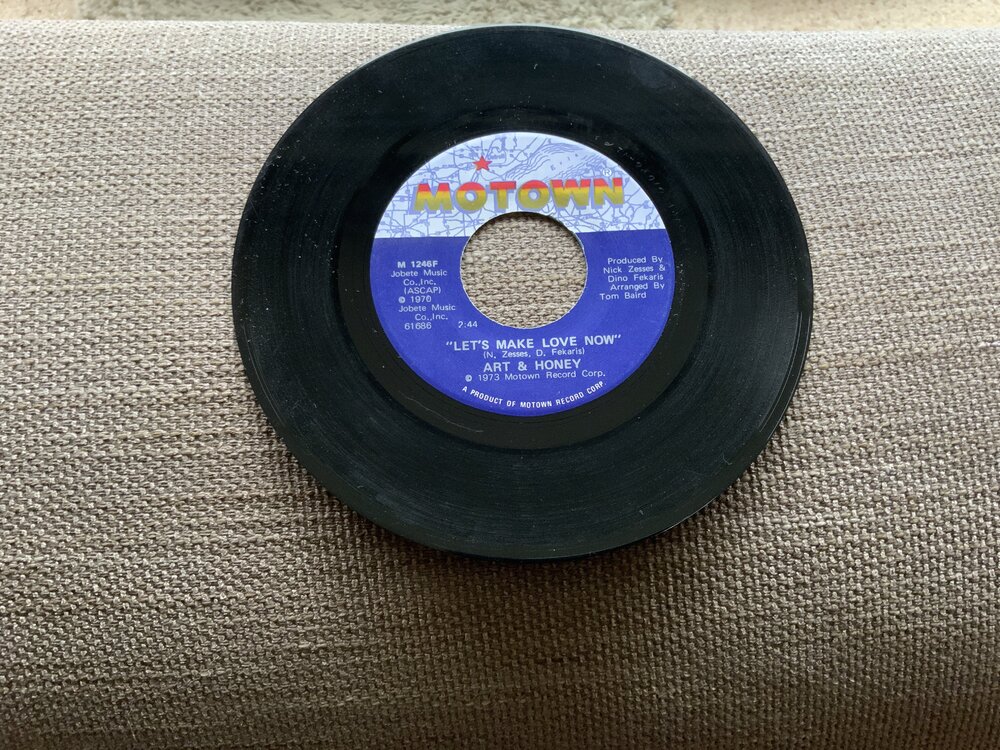 MOTOWN®
M 1246F
Jobete Music
Co., Inc.
(ASCAP)
© 1970
Jobete Music
Co., Inc.
61686
2:44
Produced By
Nick Zesses &
Dino Fekaris
Arranged By
Tom Baird
"LET'S MAKE LOVE NOW"
(N. Zesses, D. Fekaris)
ART & HONEY
℗ 1973 Motown Record Corp.
A PRODUCT OF MOTOWN RECORD CORP.